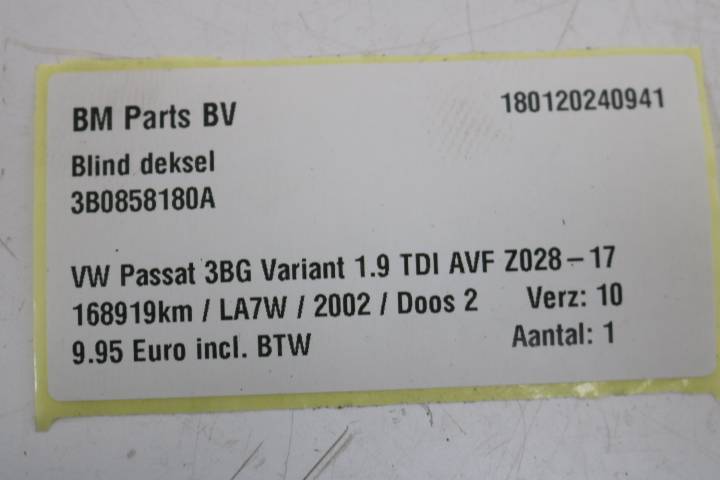 BM Parts BV 180120240941
Blind deksel
3B0858180A
VW Passat 3BG Variant 1.9 TDI AVF Z028-17
168919km / LA7W / 2002 / Doos 2 Verz: 10
9.95 Euro incl. BTW Aantal: 1